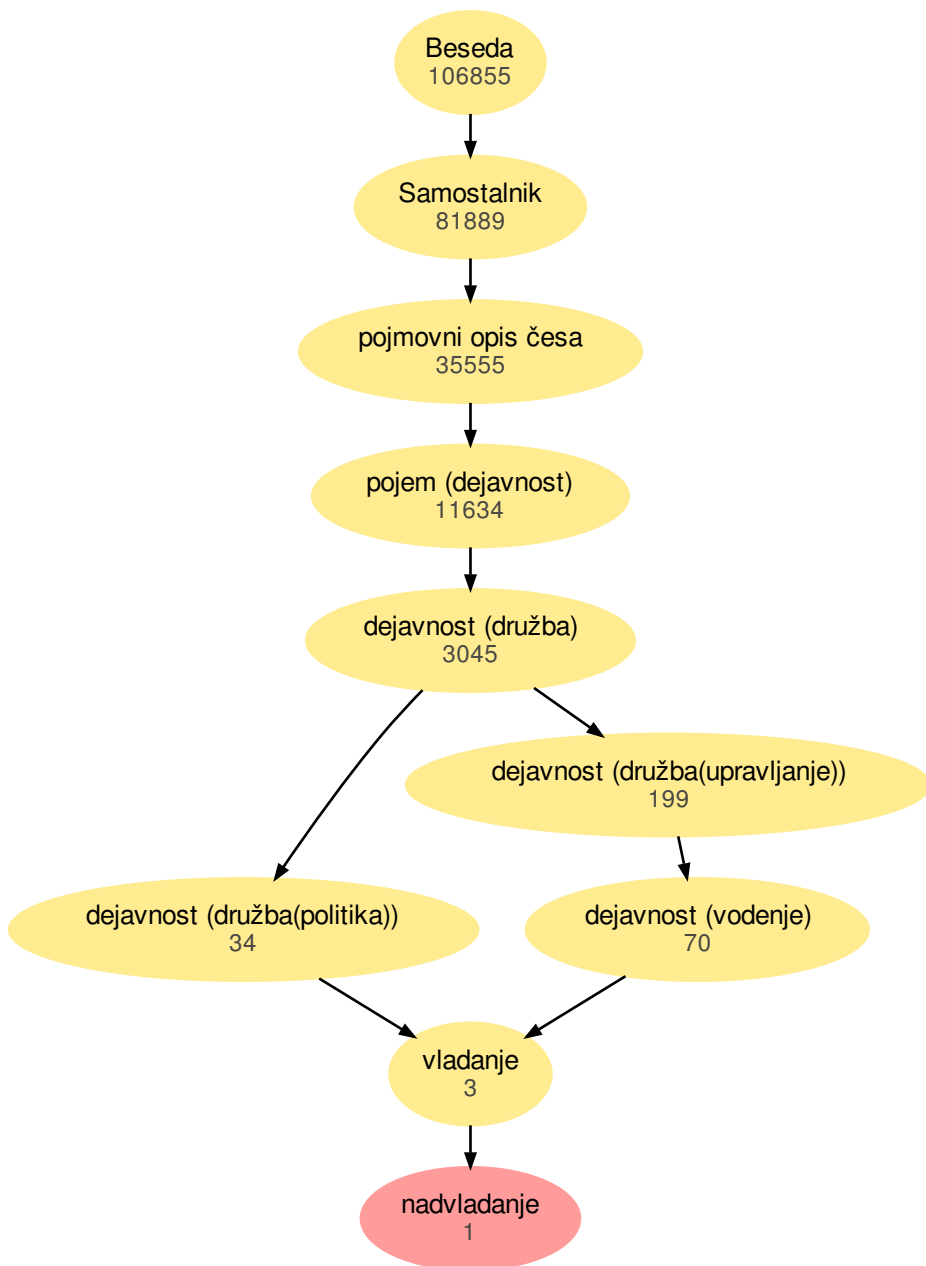 Beseda
106855
Samostalnik
81889
pojmovni opis česa
35555
pojem (dejavnost)
11634
dejavnost (družba)
3045
dejavnost (družba(upravljanje))
199
dejavnost (družba(politika))
34
dejavnost (vodenje)
70
vladanje
3
nadvladanje
1